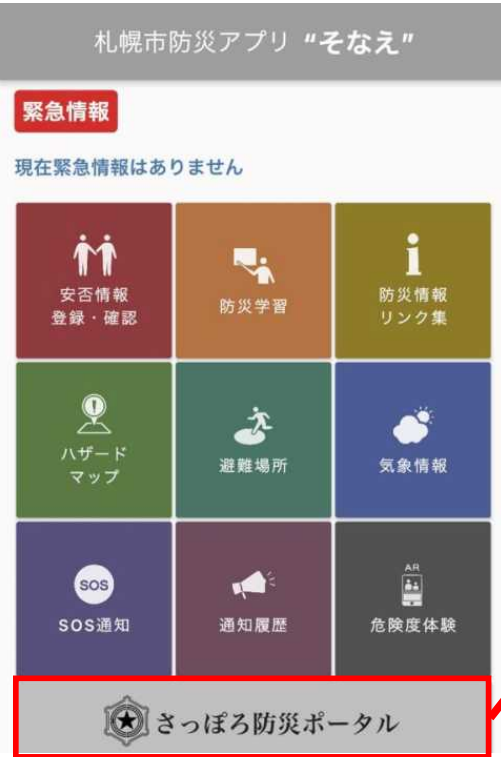 札幌市防災アプリ “そなえ”
緊急情報
現在緊急情報はありません
安否情報
登録・確認
防災学習
防災情報
リンク集
ハザード
マップ
避難場所
気象情報
SOS
SOS通知
通知履歴
AR
危険度体験
さっぽろ防災ポータル